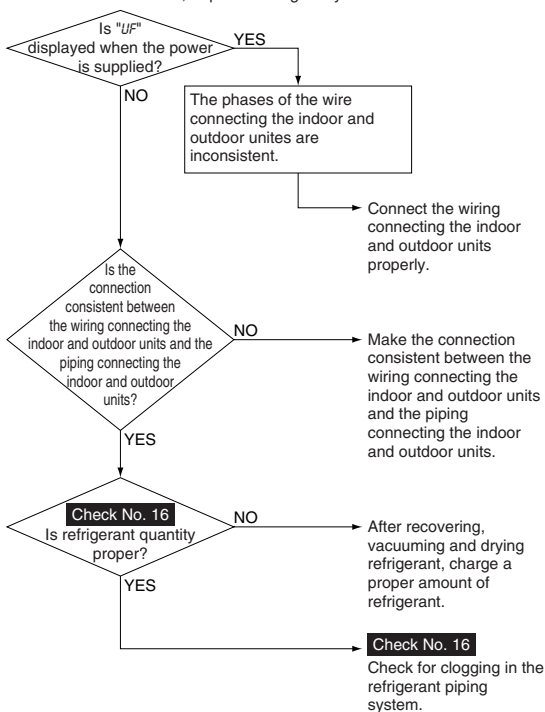 Is "UF"
displayed when the power
is supplied?
YES
NO
The phases of the wire
connecting the indoor and
outdoor unites are
inconsistent.
Connect the wiring
connecting the indoor
and outdoor units
properly.
Is the
connection
consistent between
the wiring connecting the
indoor and outdoor units and the
piping connecting the
indoor and outdoor
units?
NO
Make the connection
consistent between the
wiring connecting the
indoor and outdoor units
and the piping
connecting the indoor
and outdoor units.
YES
Check No. 16
Is refrigerant quantity
proper?
NO
After recovering,
vacuuming and drying
refrigerant, charge a
proper amount of
refrigerant.
YES
Check No. 16
Check for clogging in the
refrigerant piping
system.